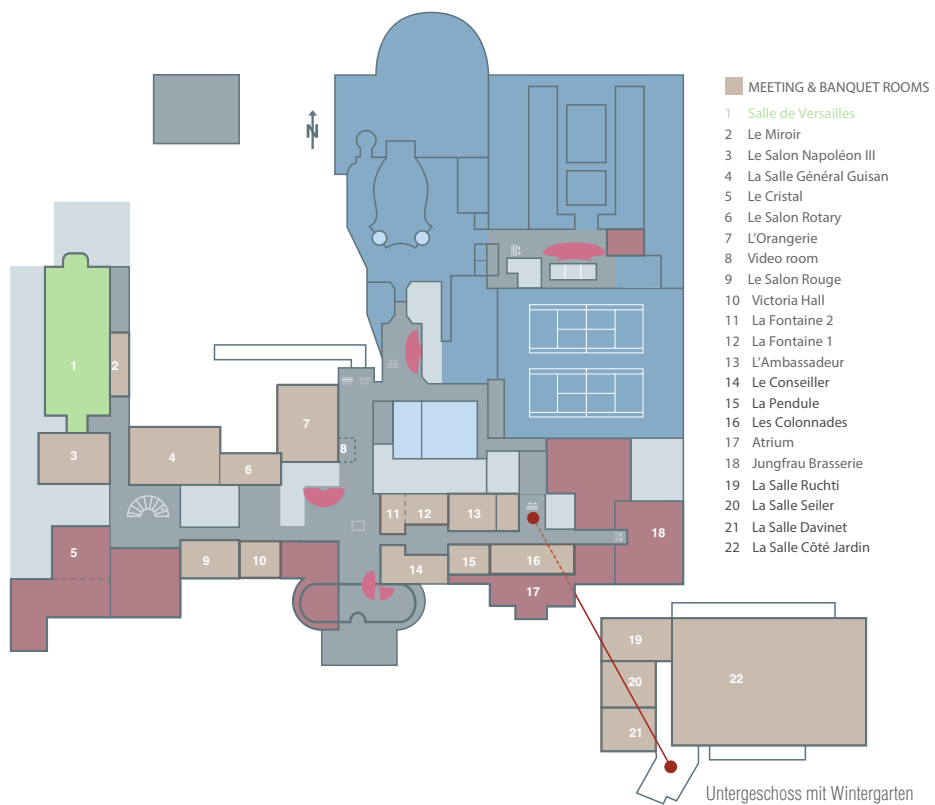 N
MEETING & BANQUET ROOMS
1 Salle de Versailles
2 Le Miroir
3 Le Salon Napoléon III
4 La Salle Général Guisan
5 Le Cristal
6 Le Salon Rotary
7 L'Orangerie
8 Video room
9 Le Salon Rouge
10 Victoria Hall
11 La Fontaine 2
12 La Fontaine 1
13 L'Ambassadeur
14 Le Conseiller
15 La Pendule
16 Les Colonnades
17 Atrium
18 Jungfrau Brasserie
19 La Salle Ruchti
20 La Salle Seiler
21 La Salle Davinet
22 La Salle Côté Jardin
1
2
3
4
6
7
8
5
9
10
11
12
13
14
15
16
17
18
19
20
21
22
Untergeschoss mit Wintergarten